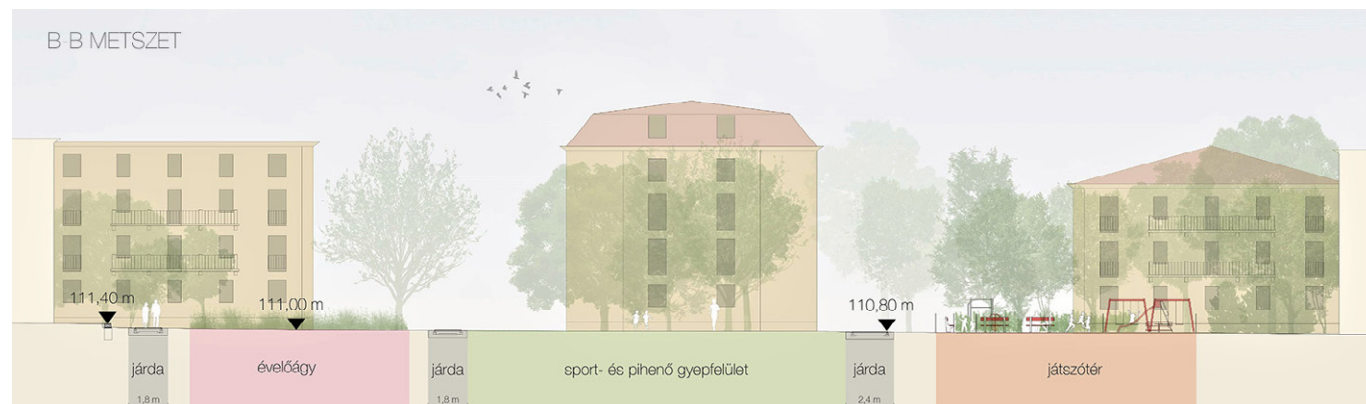 B-B METSZET
111,40 m
111,00 m
110,80 m
járda
évelőágy
járda
sport- és pihenő gyepfelület
járda
játszótér
1,8 m
1,8 m
2,4 m